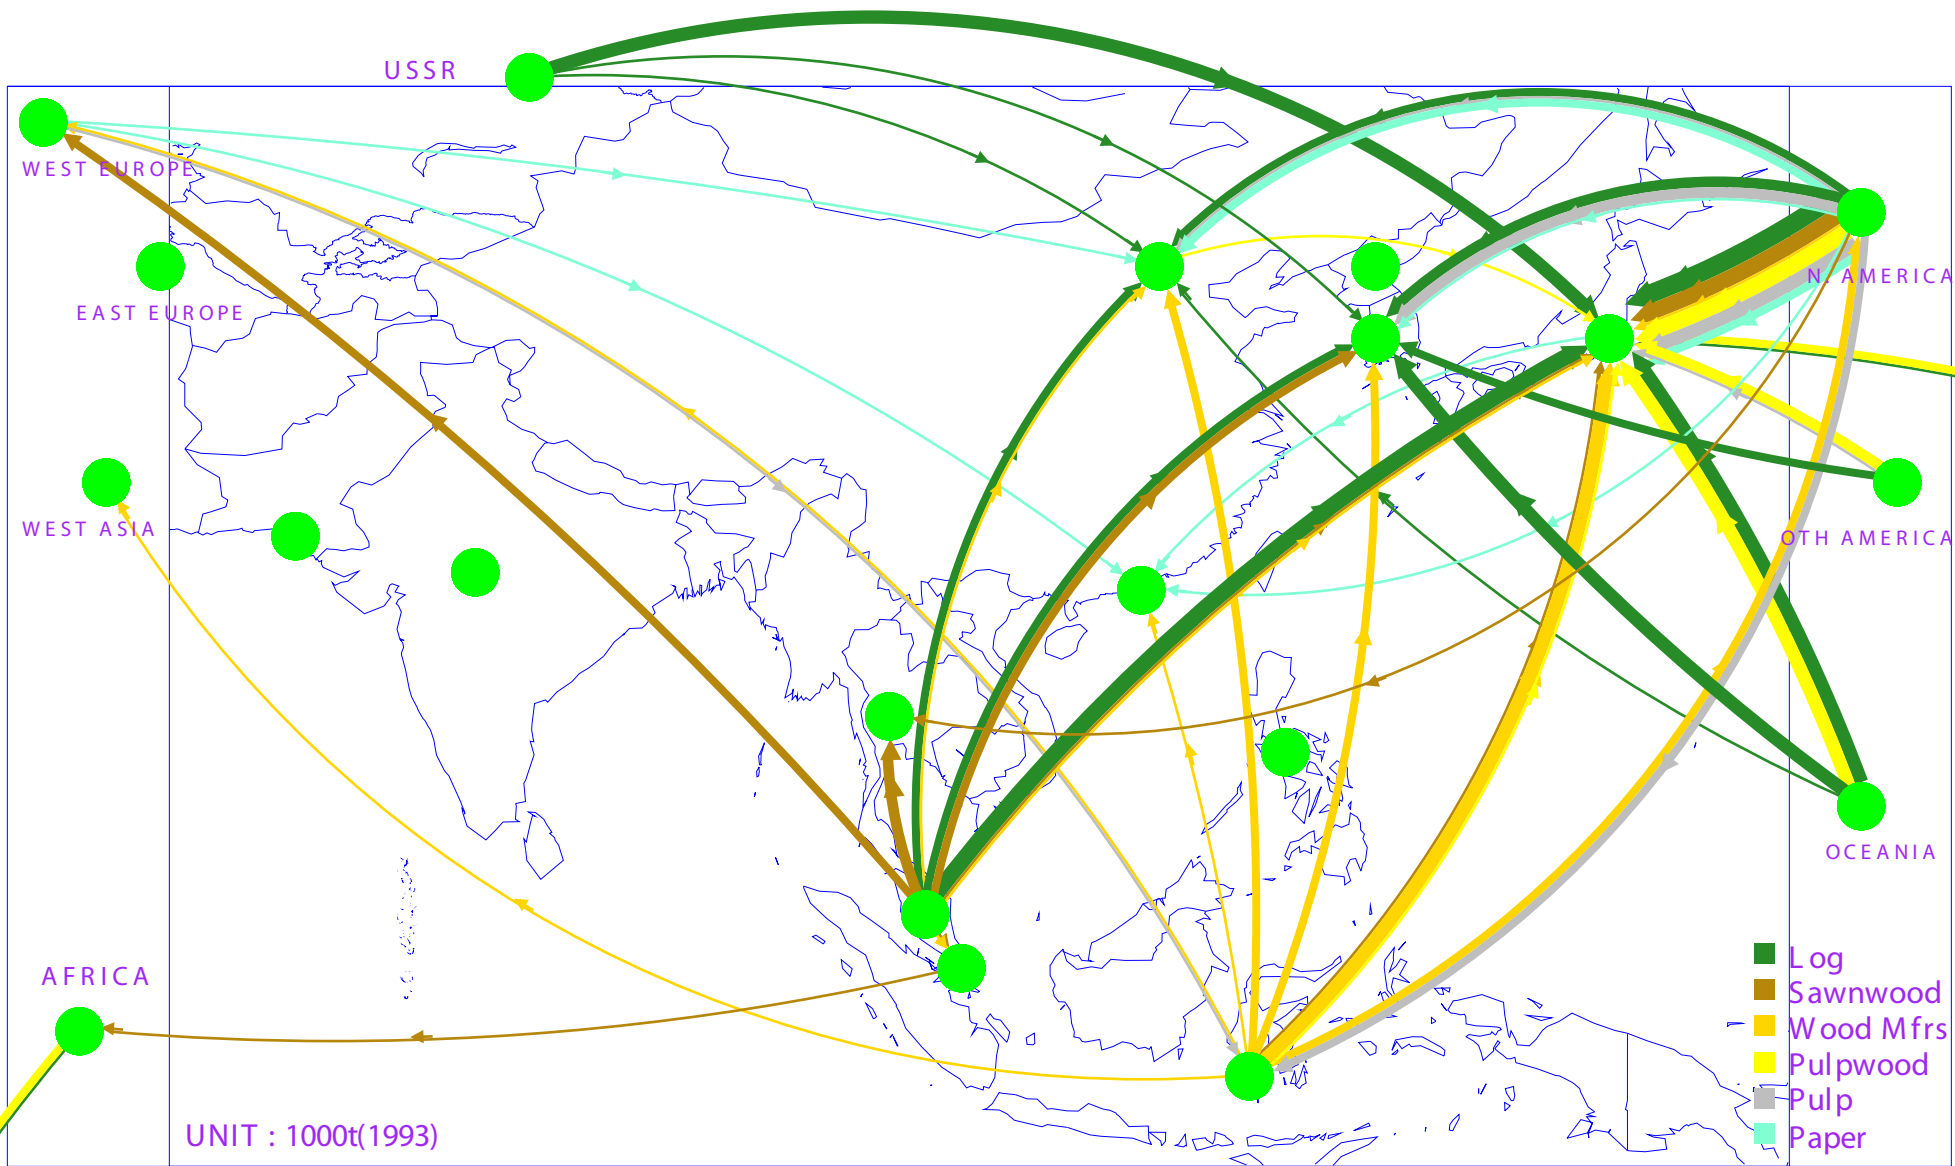 USSR
WEST EUROPE
N. AMERICA
EAST EUROPE
WEST ASIA
OTH AMERICA
OCEANIA
AFRICA
Log
Sawnwood
Wood Mfrs
Pulpwood
Pulp
Paper
UNIT : 1000t(1993)